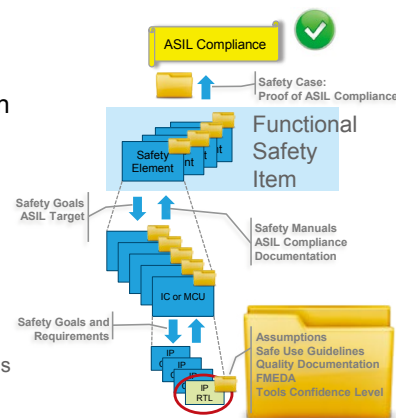 ASIL Compliance
Safety Case:
Proof of ASIL Compliance
Functional
Safety
Item
Safety
Element
Safety Goals
ASIL Target
Safety Manuals
ASIL Compliance
Documentation
IC or MCU
Safety Goals and
Requirements
IP
IP
IP
IP
RTL
Assumptions
Safe Use Guidelines
Quality Documentation
FMEDA
Tools Confidence Level